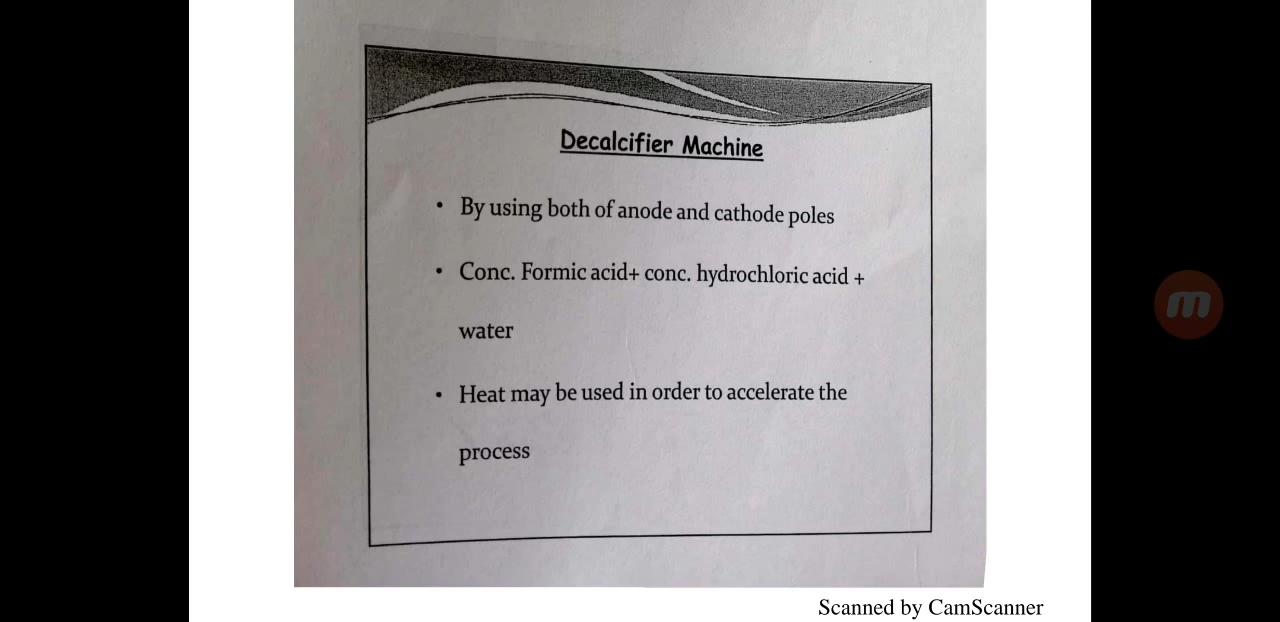 Decalcifier Machine
• By using both of anode and cathode poles
• Conc. Formic acid+ conc. hydrochloric acid +
water
• Heat may be used in order to accelerate the
process
Scanned by CamScanner